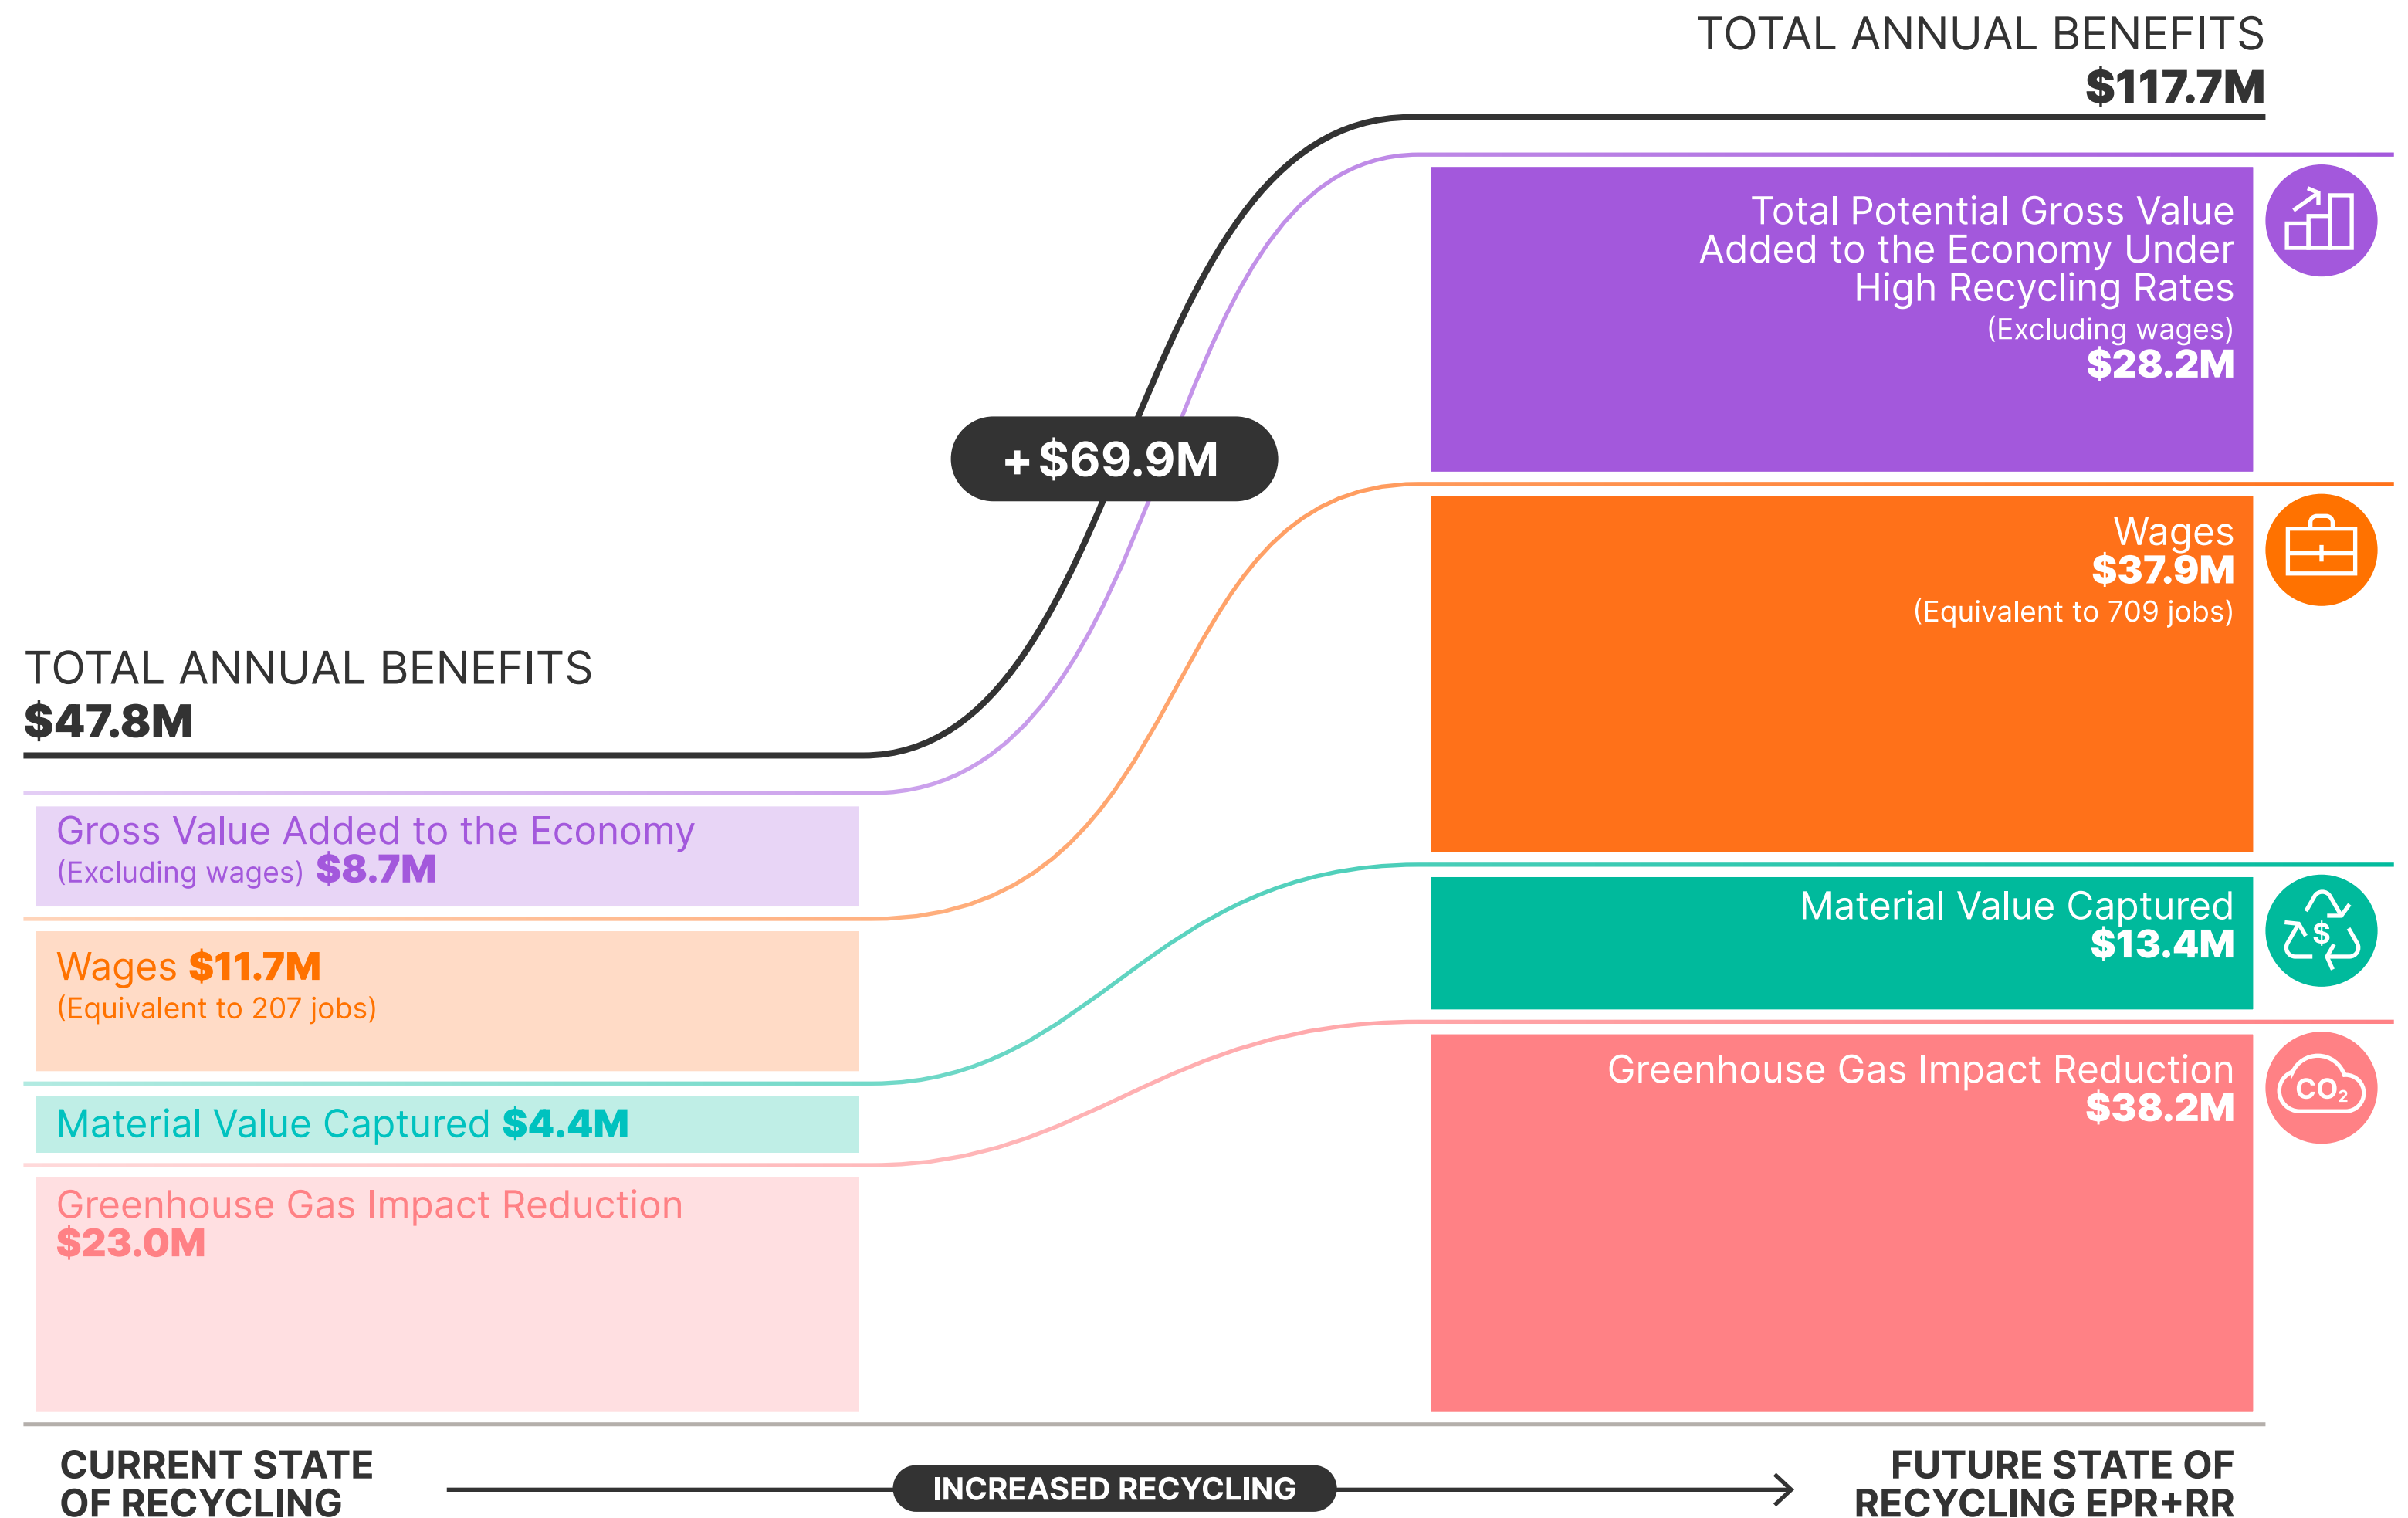 TOTAL ANNUAL BENEFITS
$117.7M
Total Potential Gross Value
Added to the Economy Under
High Recycling Rates
(Excluding wages)
$28.2M
+$69.9M
Wages
$37.9M
(Equivalent to 709 jobs)
TOTAL ANNUAL BENEFITS
$47.8M
Gross Value Added to the Economy
(Excluding wages) $8.7M
Wages $11.7M
(Equivalent to 207 jobs)
Material Value Captured
$13.4M
$
Material Value Captured $4.4M
Greenhouse Gas Impact Reduction
$38.2M
CO₂
Greenhouse Gas Impact Reduction
$23.0M
CURRENT STATE
OF RECYCLING
INCREASED RECYCLING
FUTURE STATE OF
RECYCLING EPR+RR